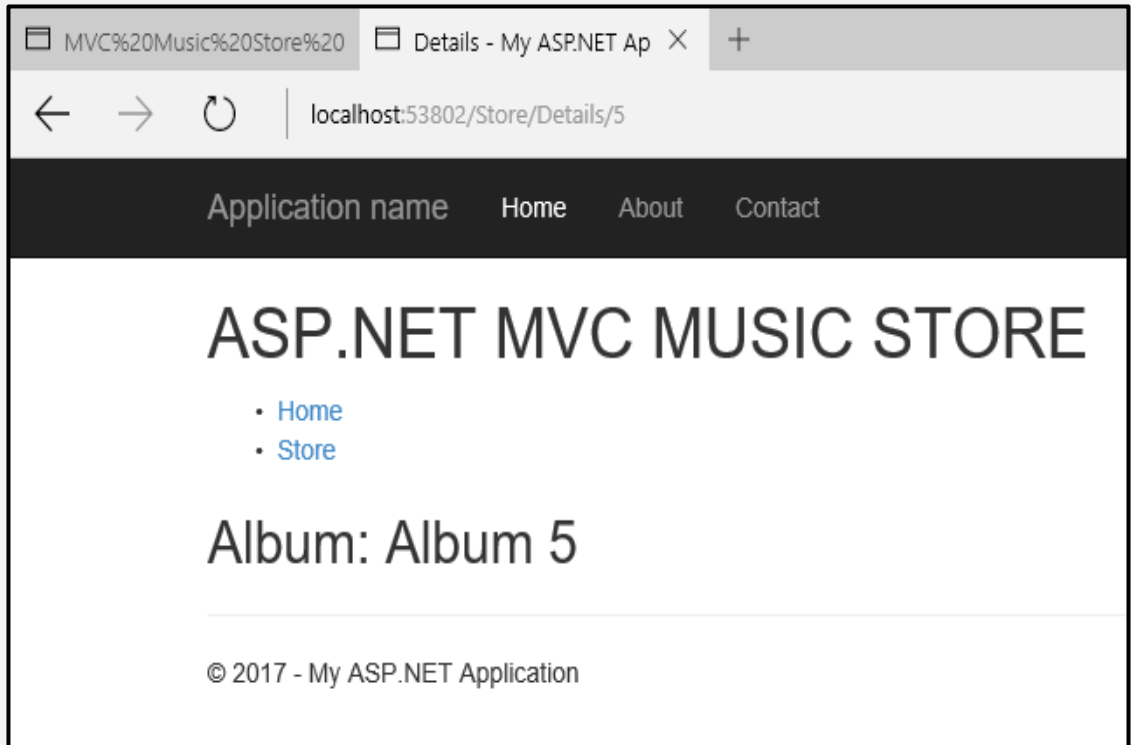 MVC%20Music%20Store%20 Details - My ASP.NET Ap
localhost:53802/Store/Details/5
Application name Home About Contact
ASP.NET MVC MUSIC STORE
• Home
• Store
Album: Album 5
© 2017 - My ASP.NET Application